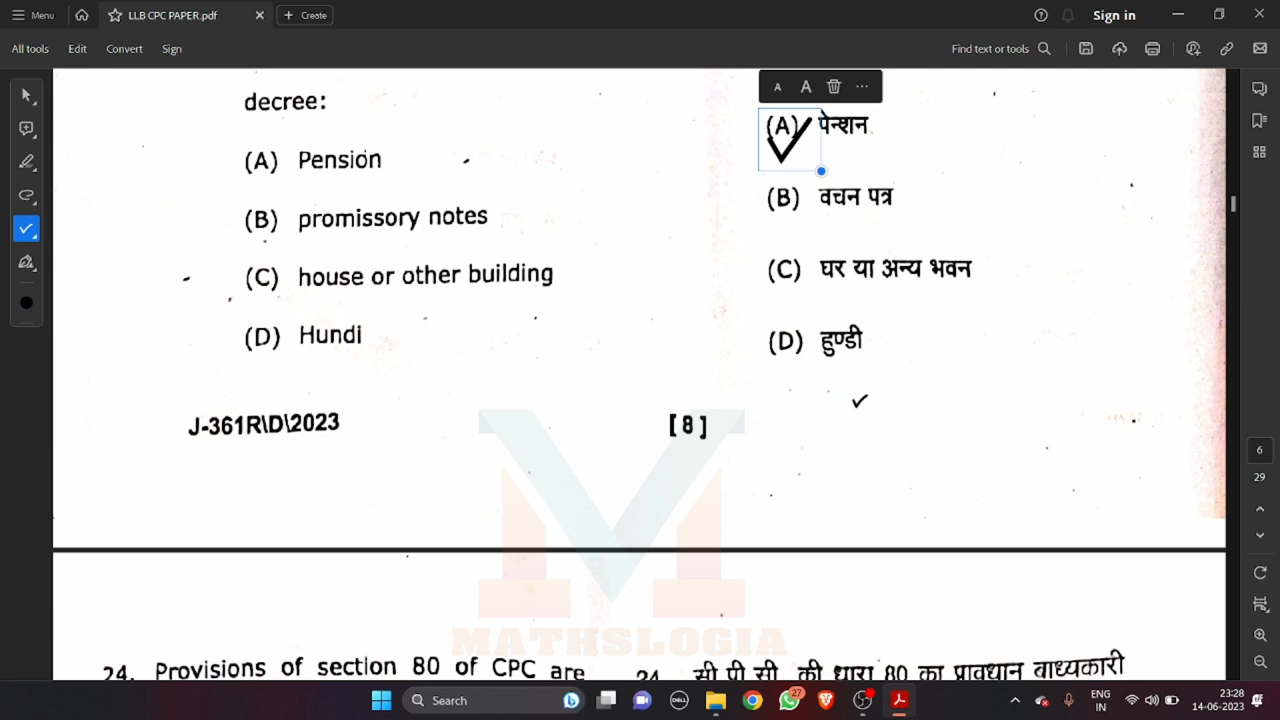 Menu
LLB CPC PAPER.pdf
Create
Sign in
All tools Edit Convert Sign
Find text or tools
decree:
(A) Pension
(B) promissory notes
(C) house or other building
(D) Hundi
A A
(A) पेन्शन
(B) वचन पत्र
(C) घर या अन्य भवन
(D) हुण्डी
J-361R\D\2023
[ 8 ]
6
29
MATHSLOGIA
24. Provisions of section 80 of CPC are
24. सी पी सी की धारा 80 का प्रावधान बाध्यकारी
Search
DELL
27
ENG
IN
23:28
14-06-2023